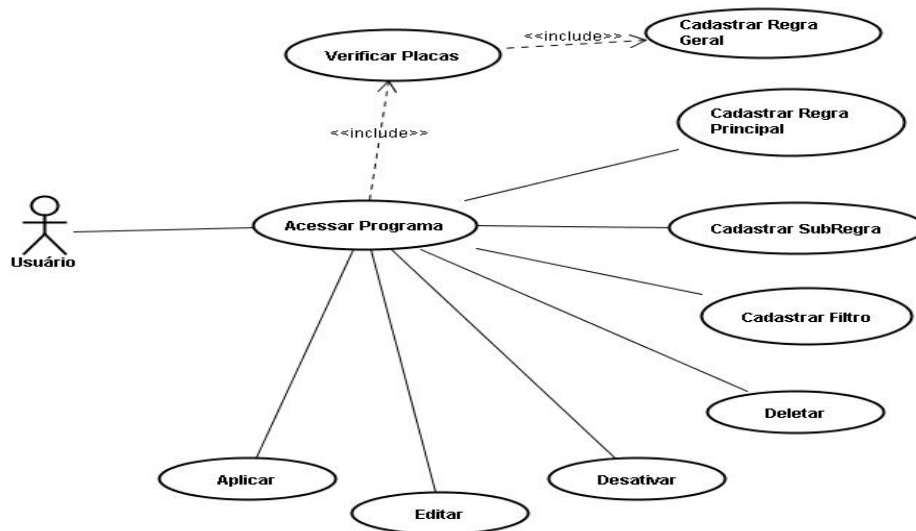 Cadastrar Regra
Geral
<<include>>
Verificar Placas
Cadastrar Regra
Principal
<<include>>
Acessar Programa
Cadastrar SubRegra
Usuário
Cadastrar Filtro
Deletar
Aplicar
Desativar
Editar